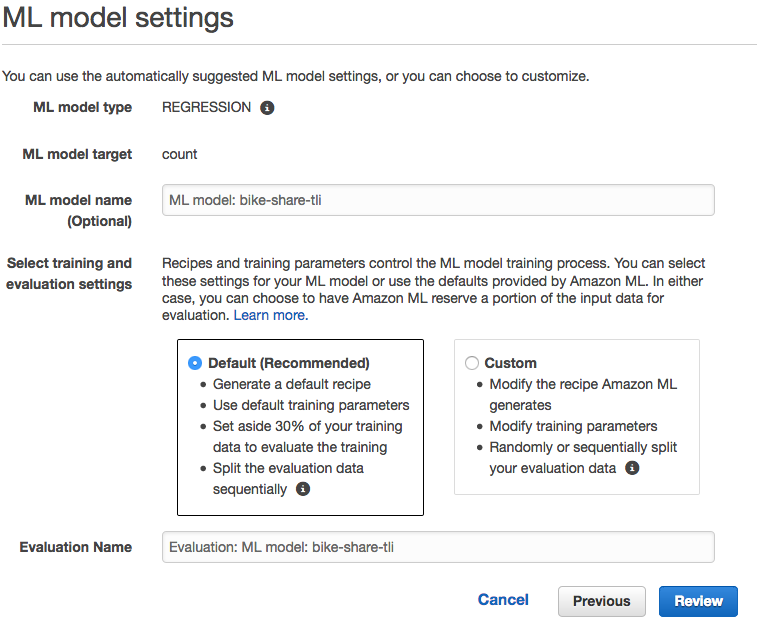 ML model settings
You can use the automatically suggested ML model settings, or you can choose to customize.
ML model type REGRESSION
ML model target count
ML model name
(Optional)
ML model: bike-share-tli
Select training and
evaluation settings
Recipes and training parameters control the ML model training process. You can select
these settings for your ML model or use the defaults provided by Amazon ML. In either
case, you can choose to have Amazon ML reserve a portion of the input data for
evaluation. Learn more.
Default (Recommended)
• Generate a default recipe
• Use default training parameters
• Set aside 30% of your training
data to evaluate the training
• Split the evaluation data
sequentially
Custom
• Modify the recipe Amazon ML
generates
• Modify training parameters
• Randomly or sequentially split
your evaluation data
Evaluation Name Evaluation: ML model: bike-share-tli
Cancel Previous Review